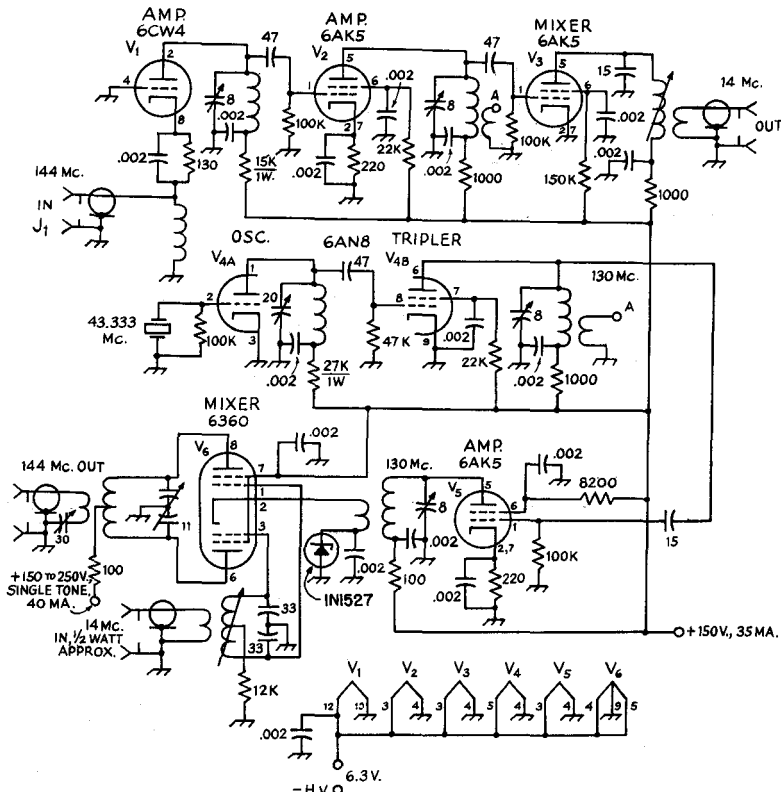 AMP.
6CW4
V1
2
4
8
47
8
.002
.002
130
100K
15K
1W.
144 MC.
IN
J1
AMP.
6AK5
V2
5
1
6
2
7
.002
.002
220
22K
47
8
A
.002
100K
1000
MIXER
6AK5
V3
5
1
6
2
7
15
.002
.002
150K
1000
14 MC.
OUT
OSC.
6AN8
TRIPLER
V4A
1
2
3
43.333
MC.
100K
20
.002
27K
1W
47
47K
V4B
6
7
8
9
.002
22K
130 MC.
8
A
.002
1000
MIXER
6360
V6
8
7
1
2
3
6
.002
144 MC. OUT
30
11
100
+150 TO 250V,
SINGLE TONE,
40 MA.
14 MC.
IN, 1/2 WATT
APPROX.
33
33
12K
1N1527
.002
130 MC.
8
.002
100
AMP.
6AK5
V5
5
6
1
2,7
.002
8200
100K
15
.002
220
+150V., 35 MA.
V1
V2
V3
V4
V5
V6
12
10
3
4
3
4
5
4
3
4
4
9
5
.002
6.3 V.
-H.V.